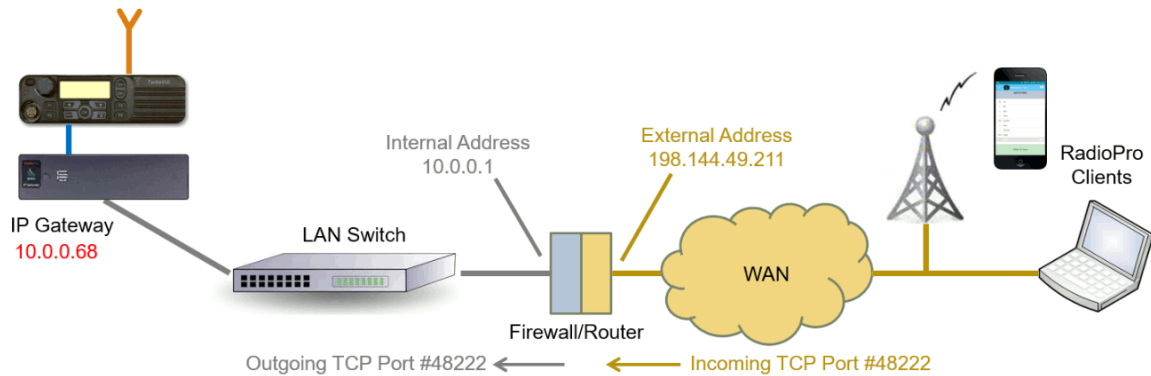 IP Gateway
10.0.0.68
LAN Switch
Internal Address
10.0.0.1
External Address
198.144.49.211
Firewall/Router
WAN
RadioPro
Clients
Outgoing TCP Port #48222
Incoming TCP Port #48222